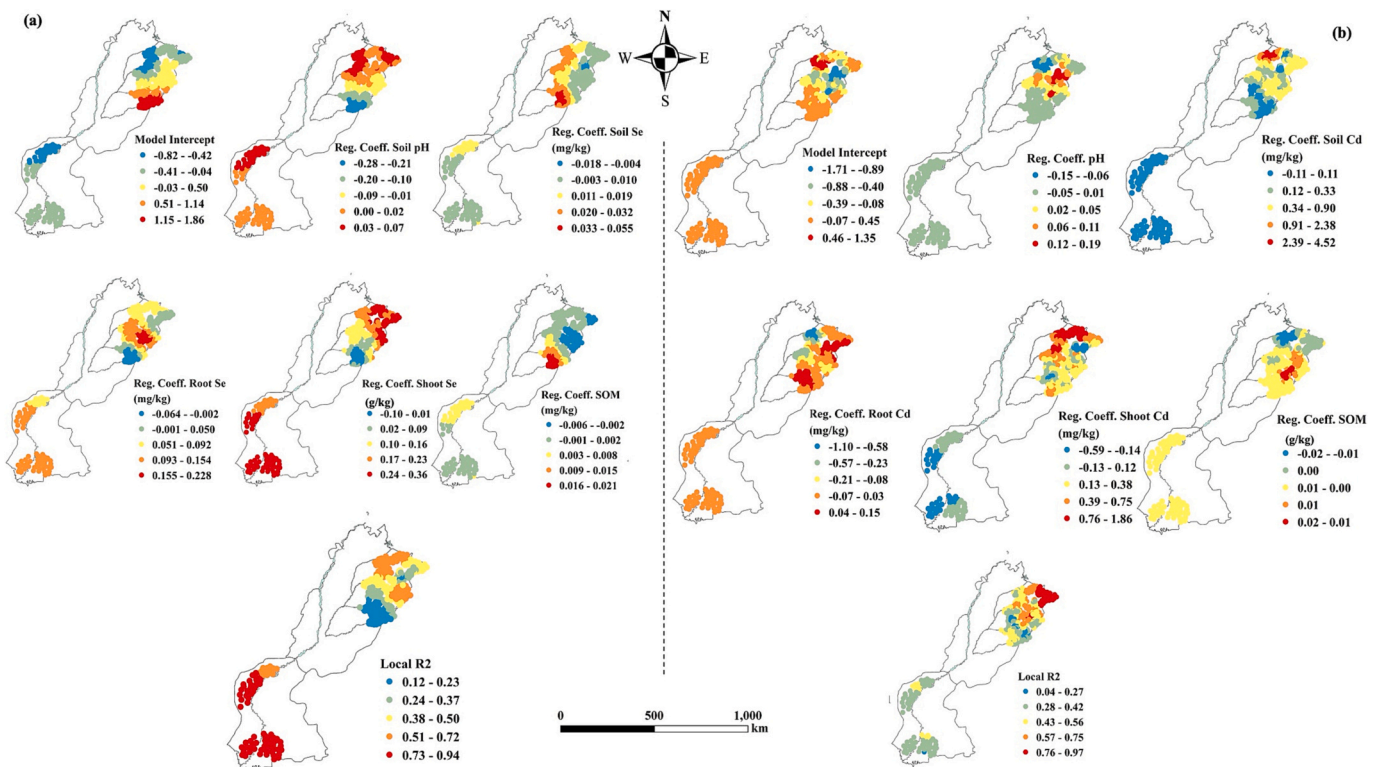 (a)
N
W E
S
(b)
Model Intercept
-0.82 - -0.42
-0.41 - -0.04
-0.03 - 0.50
0.51 - 1.14
1.15 - 1.86
Reg. Coeff. Soil pH
-0.28 - -0.21
-0.20 - -0.10
-0.09 - -0.01
0.00 - 0.02
0.03 - 0.07
Reg. Coeff. Soil Se
(mg/kg)
-0.018 - -0.004
-0.003 - 0.010
0.011 - 0.019
0.020 - 0.032
0.033 - 0.055
Model Intercept
-1.71 - -0.89
-0.88 - -0.40
-0.39 - -0.08
-0.07 - 0.45
0.46 - 1.35
Reg. Coeff. pH
-0.15 - -0.06
-0.05 - 0.01
0.02 - 0.05
0.06 - 0.11
0.12 - 0.19
Reg. Coeff. Soil Cd
(mg/kg)
-0.11 - 0.11
0.12 - 0.33
0.34 - 0.90
0.91 - 2.38
2.39 - 4.52
Reg. Coeff. Root Se
(mg/kg)
-0.064 - -0.002
-0.001 - 0.050
0.051 - 0.092
0.093 - 0.154
0.155 - 0.228
Reg. Coeff. Shoot Se
(g/kg)
-0.10 - 0.01
0.02 - 0.09
0.10 - 0.16
0.17 - 0.23
0.24 - 0.36
Reg. Coeff. SOM
(mg/kg)
-0.006 - -0.002
-0.001 - 0.002
0.003 - 0.008
0.009 - 0.015
0.016 - 0.021
Reg. Coeff. Root Cd
(mg/kg)
-1.10 - -0.58
-0.57 - -0.23
-0.21 - -0.08
-0.07 - 0.03
0.04 - 0.15
Reg. Coeff. Shoot Cd
(mg/kg)
-0.59 - -0.14
-0.13 - 0.12
0.13 - 0.38
0.39 - 0.75
0.76 - 1.86
Reg. Coeff. SOM
(g/kg)
-0.02 - -0.01
0.00
0.01 - 0.00
0.01
0.02 - 0.01
Local R2
0.12 - 0.23
0.24 - 0.37
0.38 - 0.50
0.51 - 0.72
0.73 - 0.94
0 500 1,000
km
Local R2
0.04 - 0.27
0.28 - 0.42
0.43 - 0.56
0.57 - 0.75
0.76 - 0.97